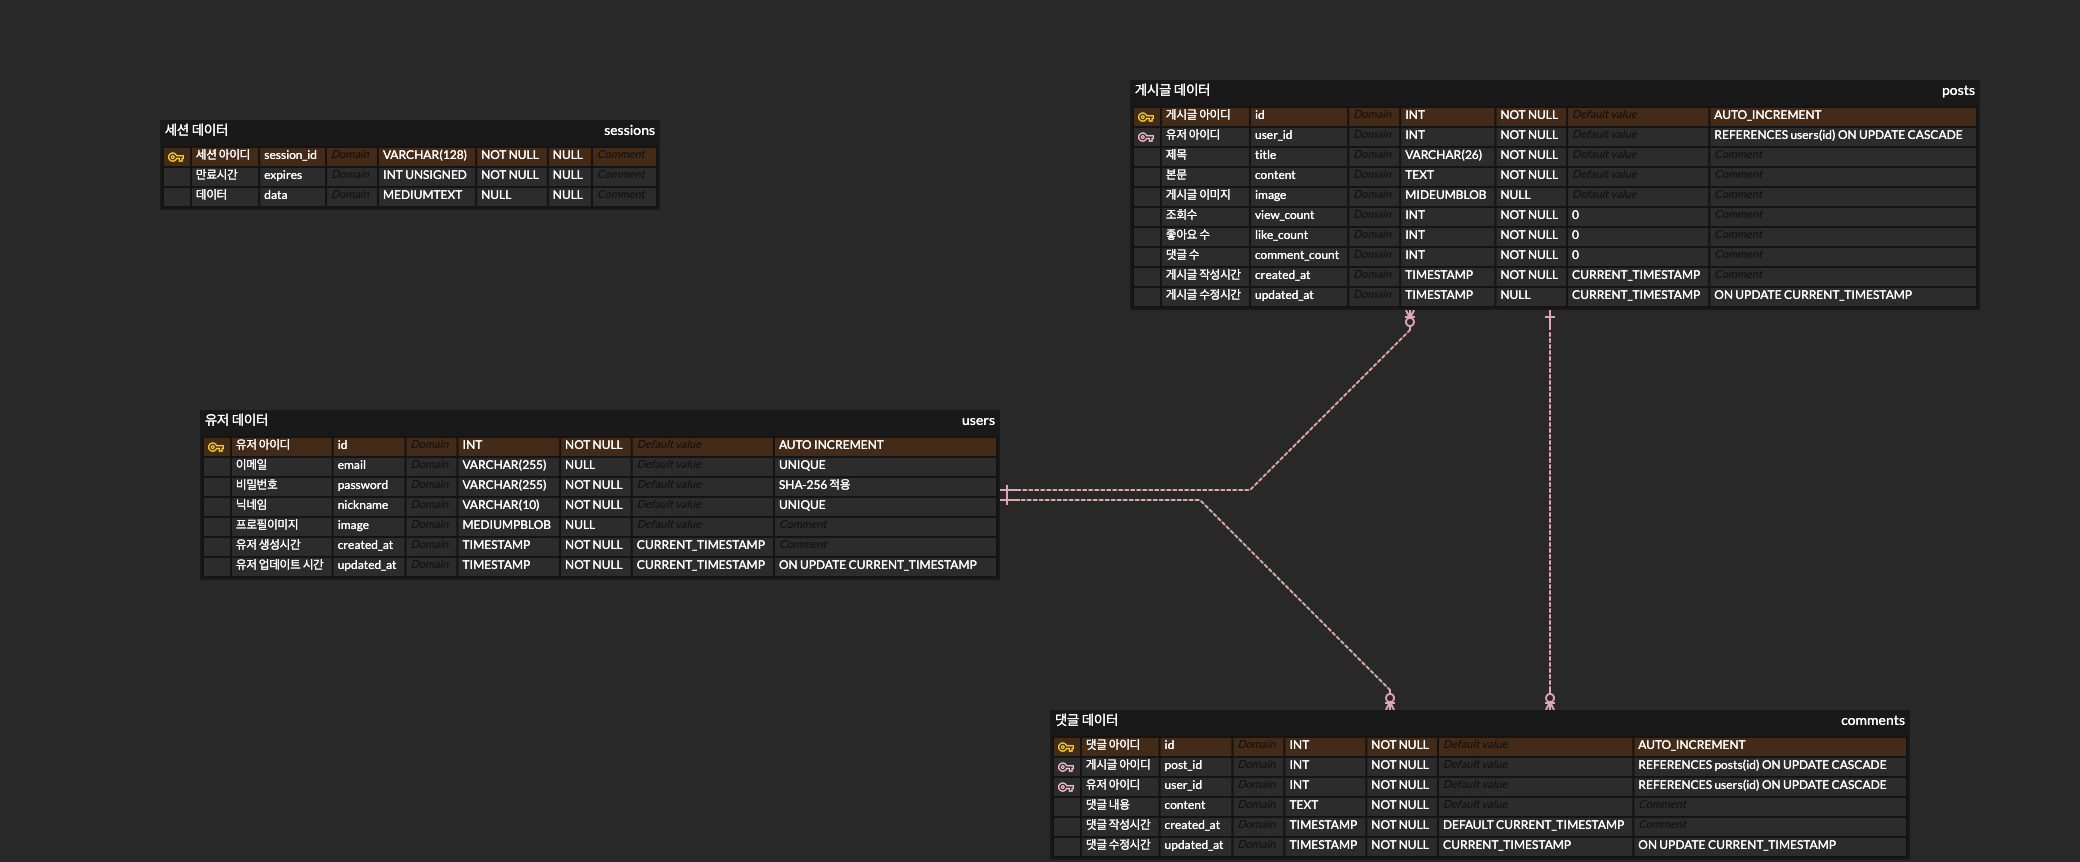 세션 데이터 sessions
세션 아이디 session_id Domain VARCHAR(128) NOT NULL NULL Comment
만료시간 expires Domain INT UNSIGNED NOT NULL NULL Comment
데이터 data Domain MEDIUMTEXT NULL NULL Comment
게시글 데이터 posts
게시글 아이디 id Domain INT NOT NULL Default value AUTO_INCREMENT
유저 아이디 user_id Domain INT NOT NULL Default value REFERENCES users(id) ON UPDATE CASCADE
제목 title Domain VARCHAR(26) NOT NULL Default value Comment
본문 content Domain TEXT NOT NULL Default value Comment
게시글 이미지 image Domain MIDEUMBLOB NULL Default value Comment
조회수 view_count Domain INT NOT NULL 0 Comment
좋아요 수 like_count Domain INT NOT NULL 0 Comment
댓글 수 comment_count Domain INT NOT NULL 0 Comment
게시글 작성시간 created_at Domain TIMESTAMP NOT NULL CURRENT_TIMESTAMP Comment
게시글 수정시간 updated_at Domain TIMESTAMP NULL CURRENT_TIMESTAMP ON UPDATE CURRENT_TIMESTAMP
유저 데이터 users
유저 아이디 id Domain INT NOT NULL Default value AUTO INCREMENT
이메일 email Domain VARCHAR(255) NULL Default value UNIQUE
비밀번호 password Domain VARCHAR(255) NOT NULL Default value SHA-256 적용
닉네임 nickname Domain VARCHAR(10) NOT NULL Default value UNIQUE
프로필이미지 image Domain MEDIUMPBLOB NULL Default value Comment
유저 생성시간 created_at Domain TIMESTAMP NOT NULL CURRENT_TIMESTAMP Comment
유저 업데이트 시간 updated_at Domain TIMESTAMP NOT NULL CURRENT_TIMESTAMP ON UPDATE CURRENT_TIMESTAMP
댓글 데이터 comments
댓글 아이디 id Domain INT NOT NULL Default value AUTO_INCREMENT
게시글 아이디 post_id Domain INT NOT NULL Default value REFERENCES posts(id) ON UPDATE CASCADE
유저 아이디 user_id Domain INT NOT NULL Default value REFERENCES users(id) ON UPDATE CASCADE
댓글 내용 content Domain TEXT NOT NULL Default value Comment
댓글 작성시간 created_at Domain TIMESTAMP NOT NULL DEFAULT CURRENT_TIMESTAMP Comment
댓글 수정시간 updated_at Domain TIMESTAMP NOT NULL CURRENT_TIMESTAMP ON UPDATE CURRENT_TIMESTAMP